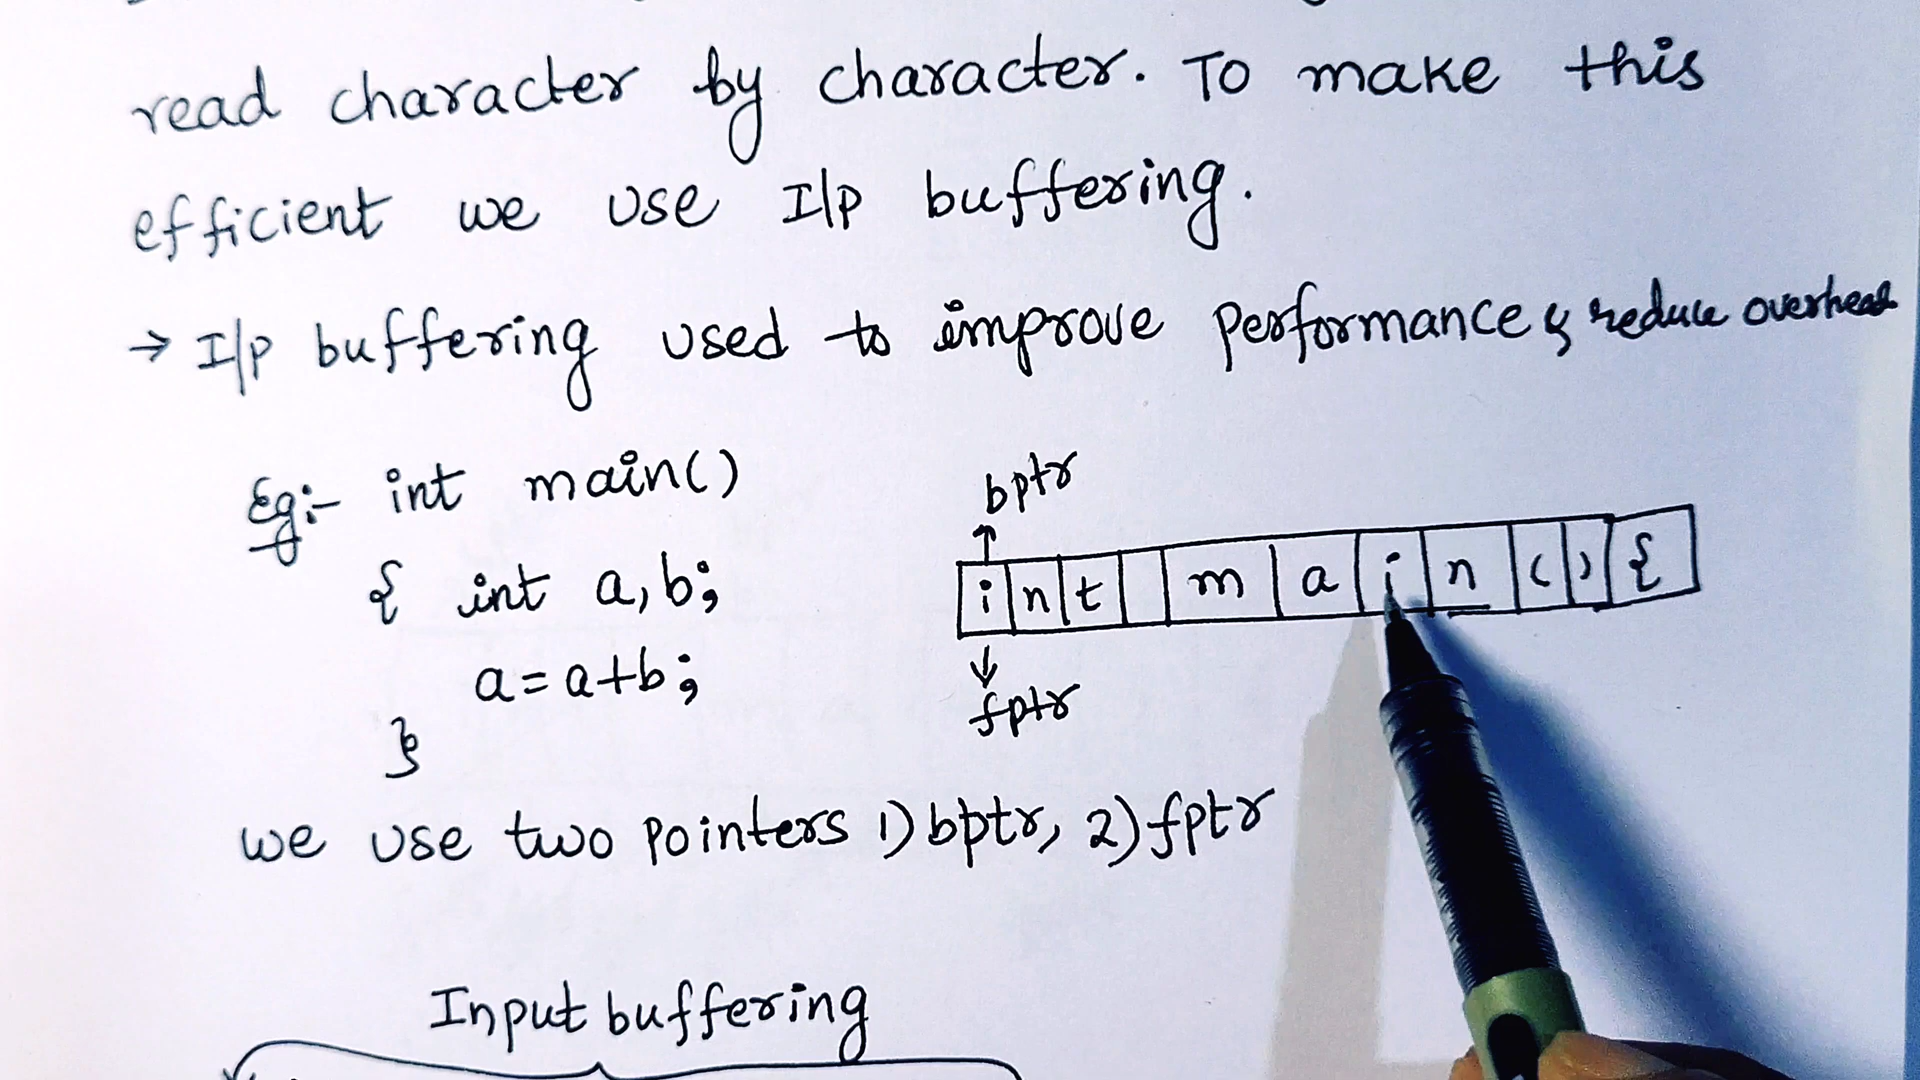 read character by character. To make this
efficient we use I/p buffering.
→ I/p buffering used to improve performance & reduce overhead
Eg:- int main()
{ int a,b;
a=a+b;
}
bptr
i n t m a i n ( ) {
fptr
we use two pointers 1) bptr, 2) fptr
Input buffering